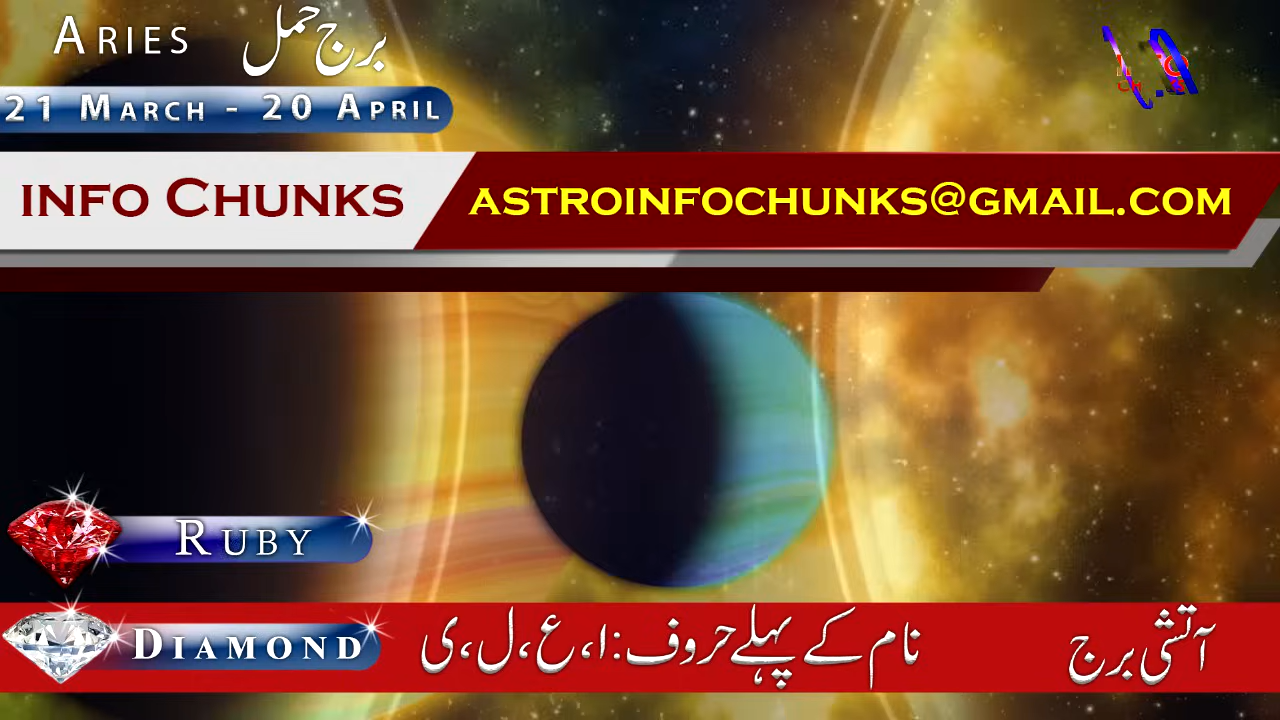 Aries برج حمل
21 March - 20 April
INFO CHUNKS
ASTROINFOCHUNKS@GMAIL.COM
Ruby
Diamond
نام کے پہلے حروف: ا، ع، ل، ی
آتشی برج